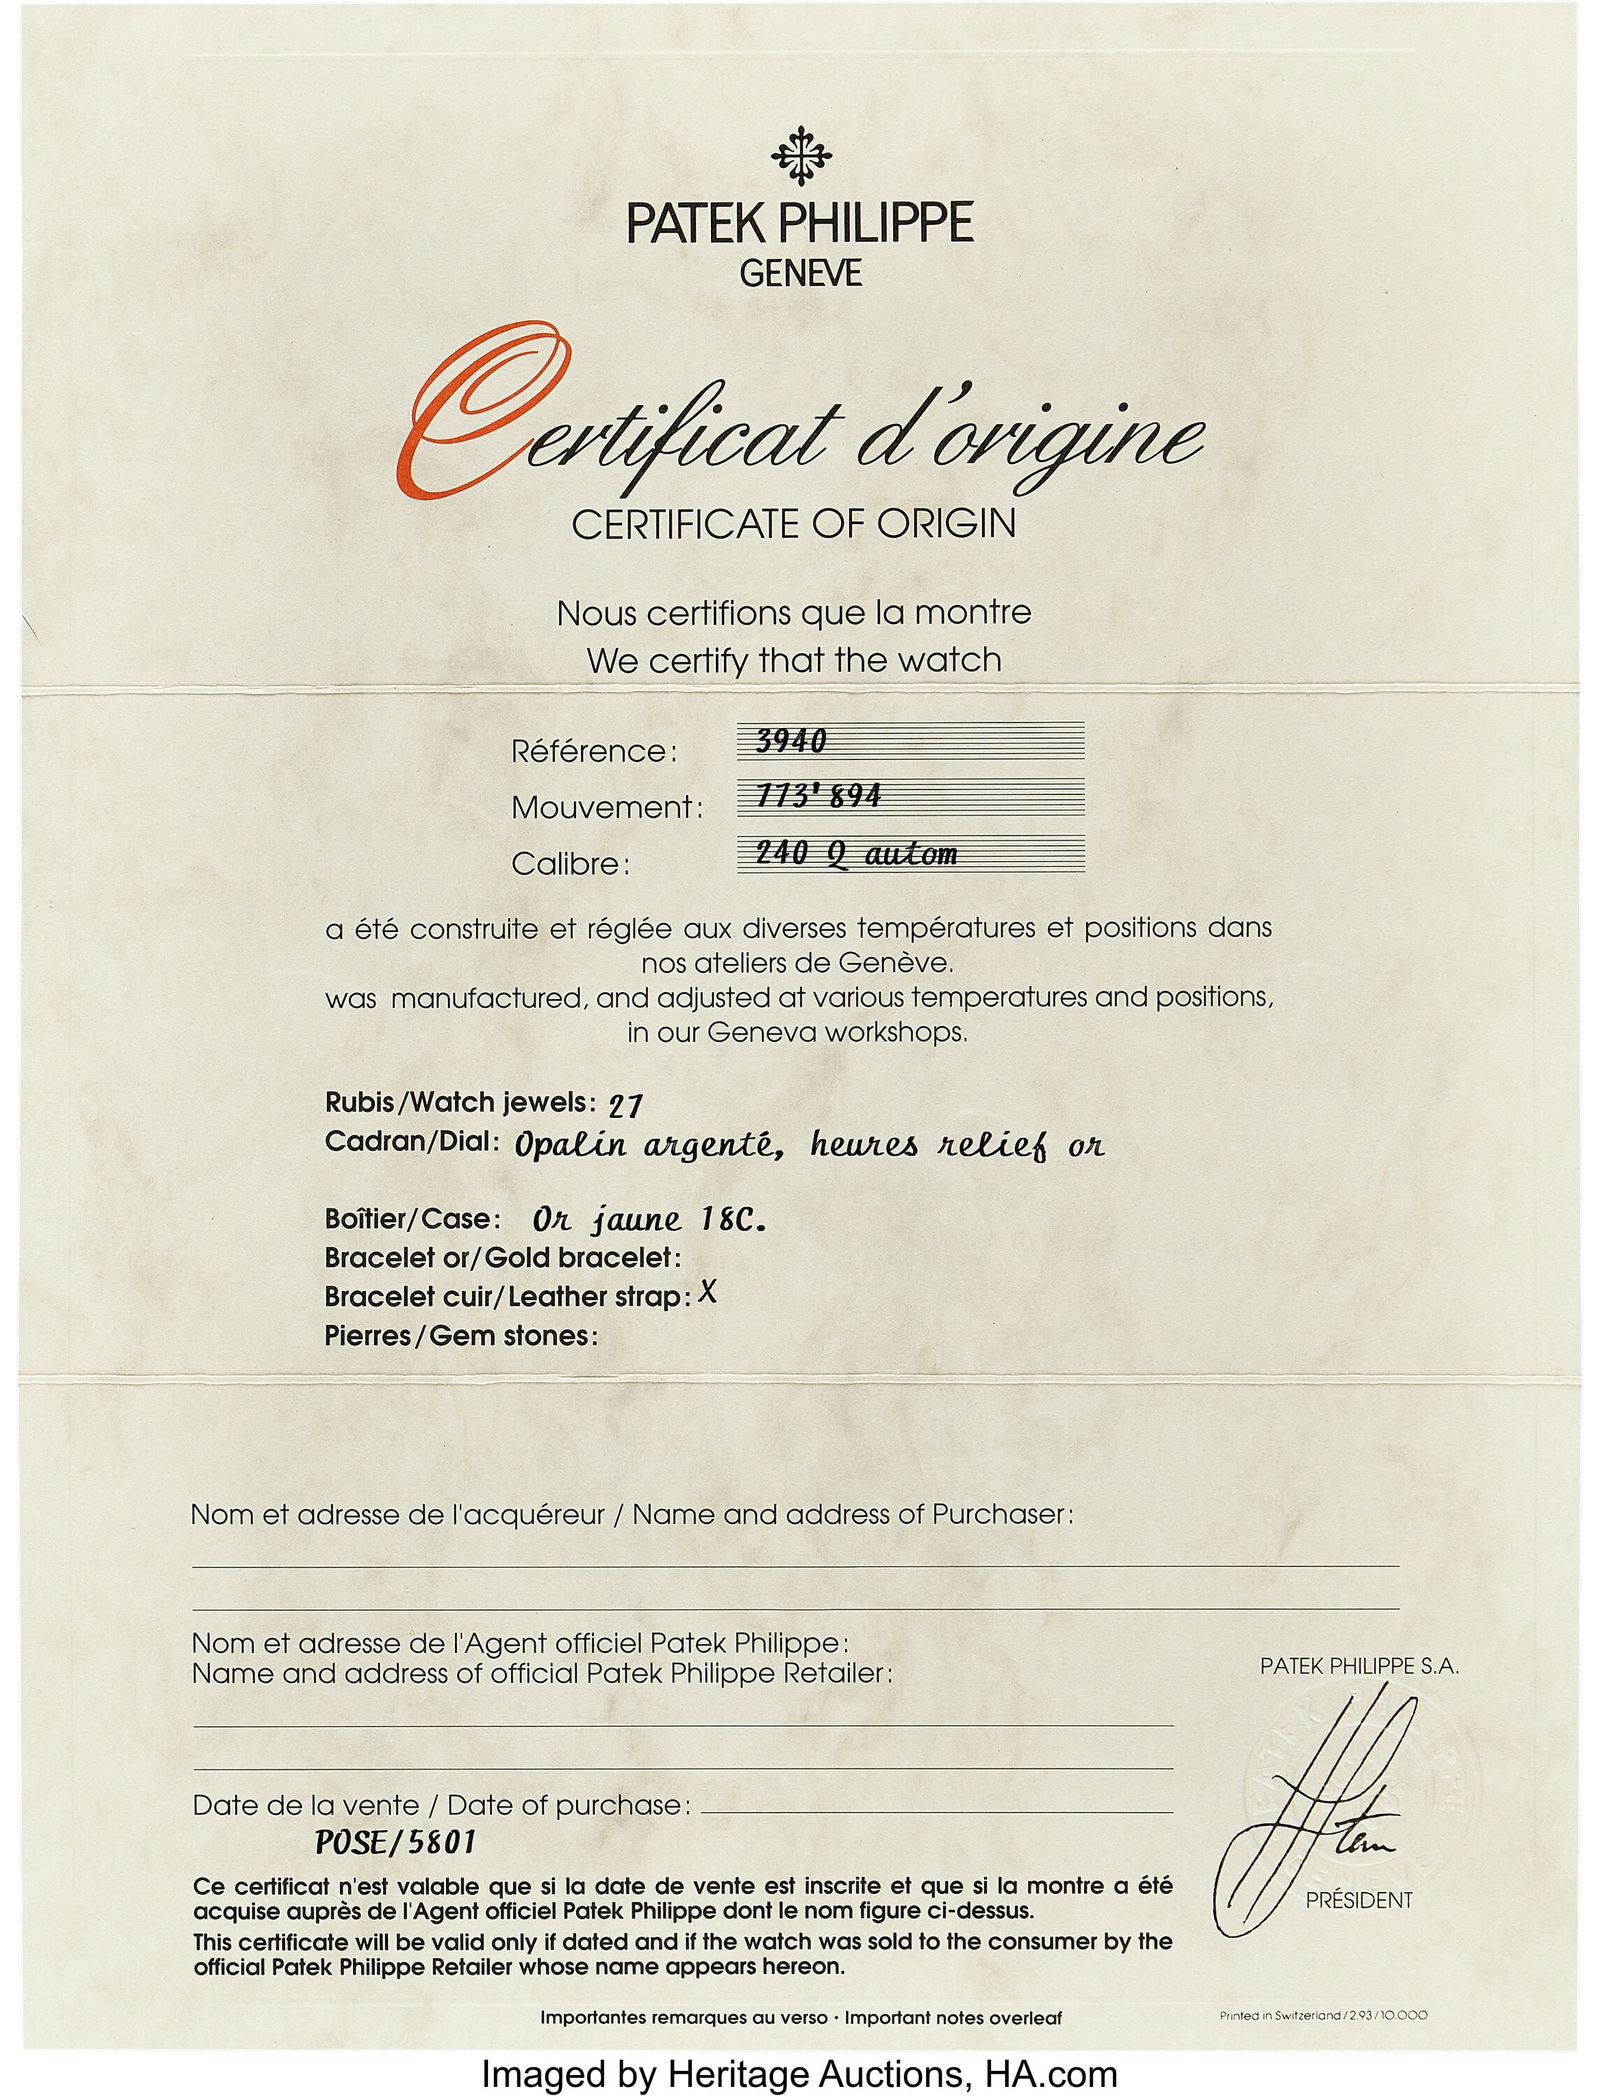 PATEK PHILIPPE
GENEVE
Certificat d'origine
CERTIFICATE OF ORIGIN
Nous certifions que la montre
We certify that the watch
Référence: 3940
Mouvement: 773'894
Calibre: 240 Q autom
a été construite et réglée aux diverses températures et positions dans
nos ateliers de Genève.
was manufactured, and adjusted at various temperatures and positions,
in our Geneva workshops.
Rubis/Watch jewels: 27
Cadran/Dial: Opalin argenté, heures relief or
Boîtier/Case: Or jaune 18C.
Bracelet or/Gold bracelet:
Bracelet cuir/Leather strap: X
Pierres/Gem stones:
Nom et adresse de l'acquéreur / Name and address of Purchaser:
Nom et adresse de l'Agent officiel Patek Philippe:
Name and address of official Patek Philippe Retailer:
PATEK PHILIPPE S.A.
Stern
PRÉSIDENT
Date de la vente / Date of purchase:
POSE/5801
Ce certificat n'est valable que si la date de vente est inscrite et que si la montre a été
acquise auprès de l'Agent officiel Patek Philippe dont le nom figure ci-dessus.
This certificate will be valid only if dated and if the watch was sold to the consumer by the
official Patek Philippe Retailer whose name appears hereon.
Importantes remarques au verso · Important notes overleaf
Printed in Switzerland / 2.93 / 10.000
Imaged by Heritage Auctions, HA.com